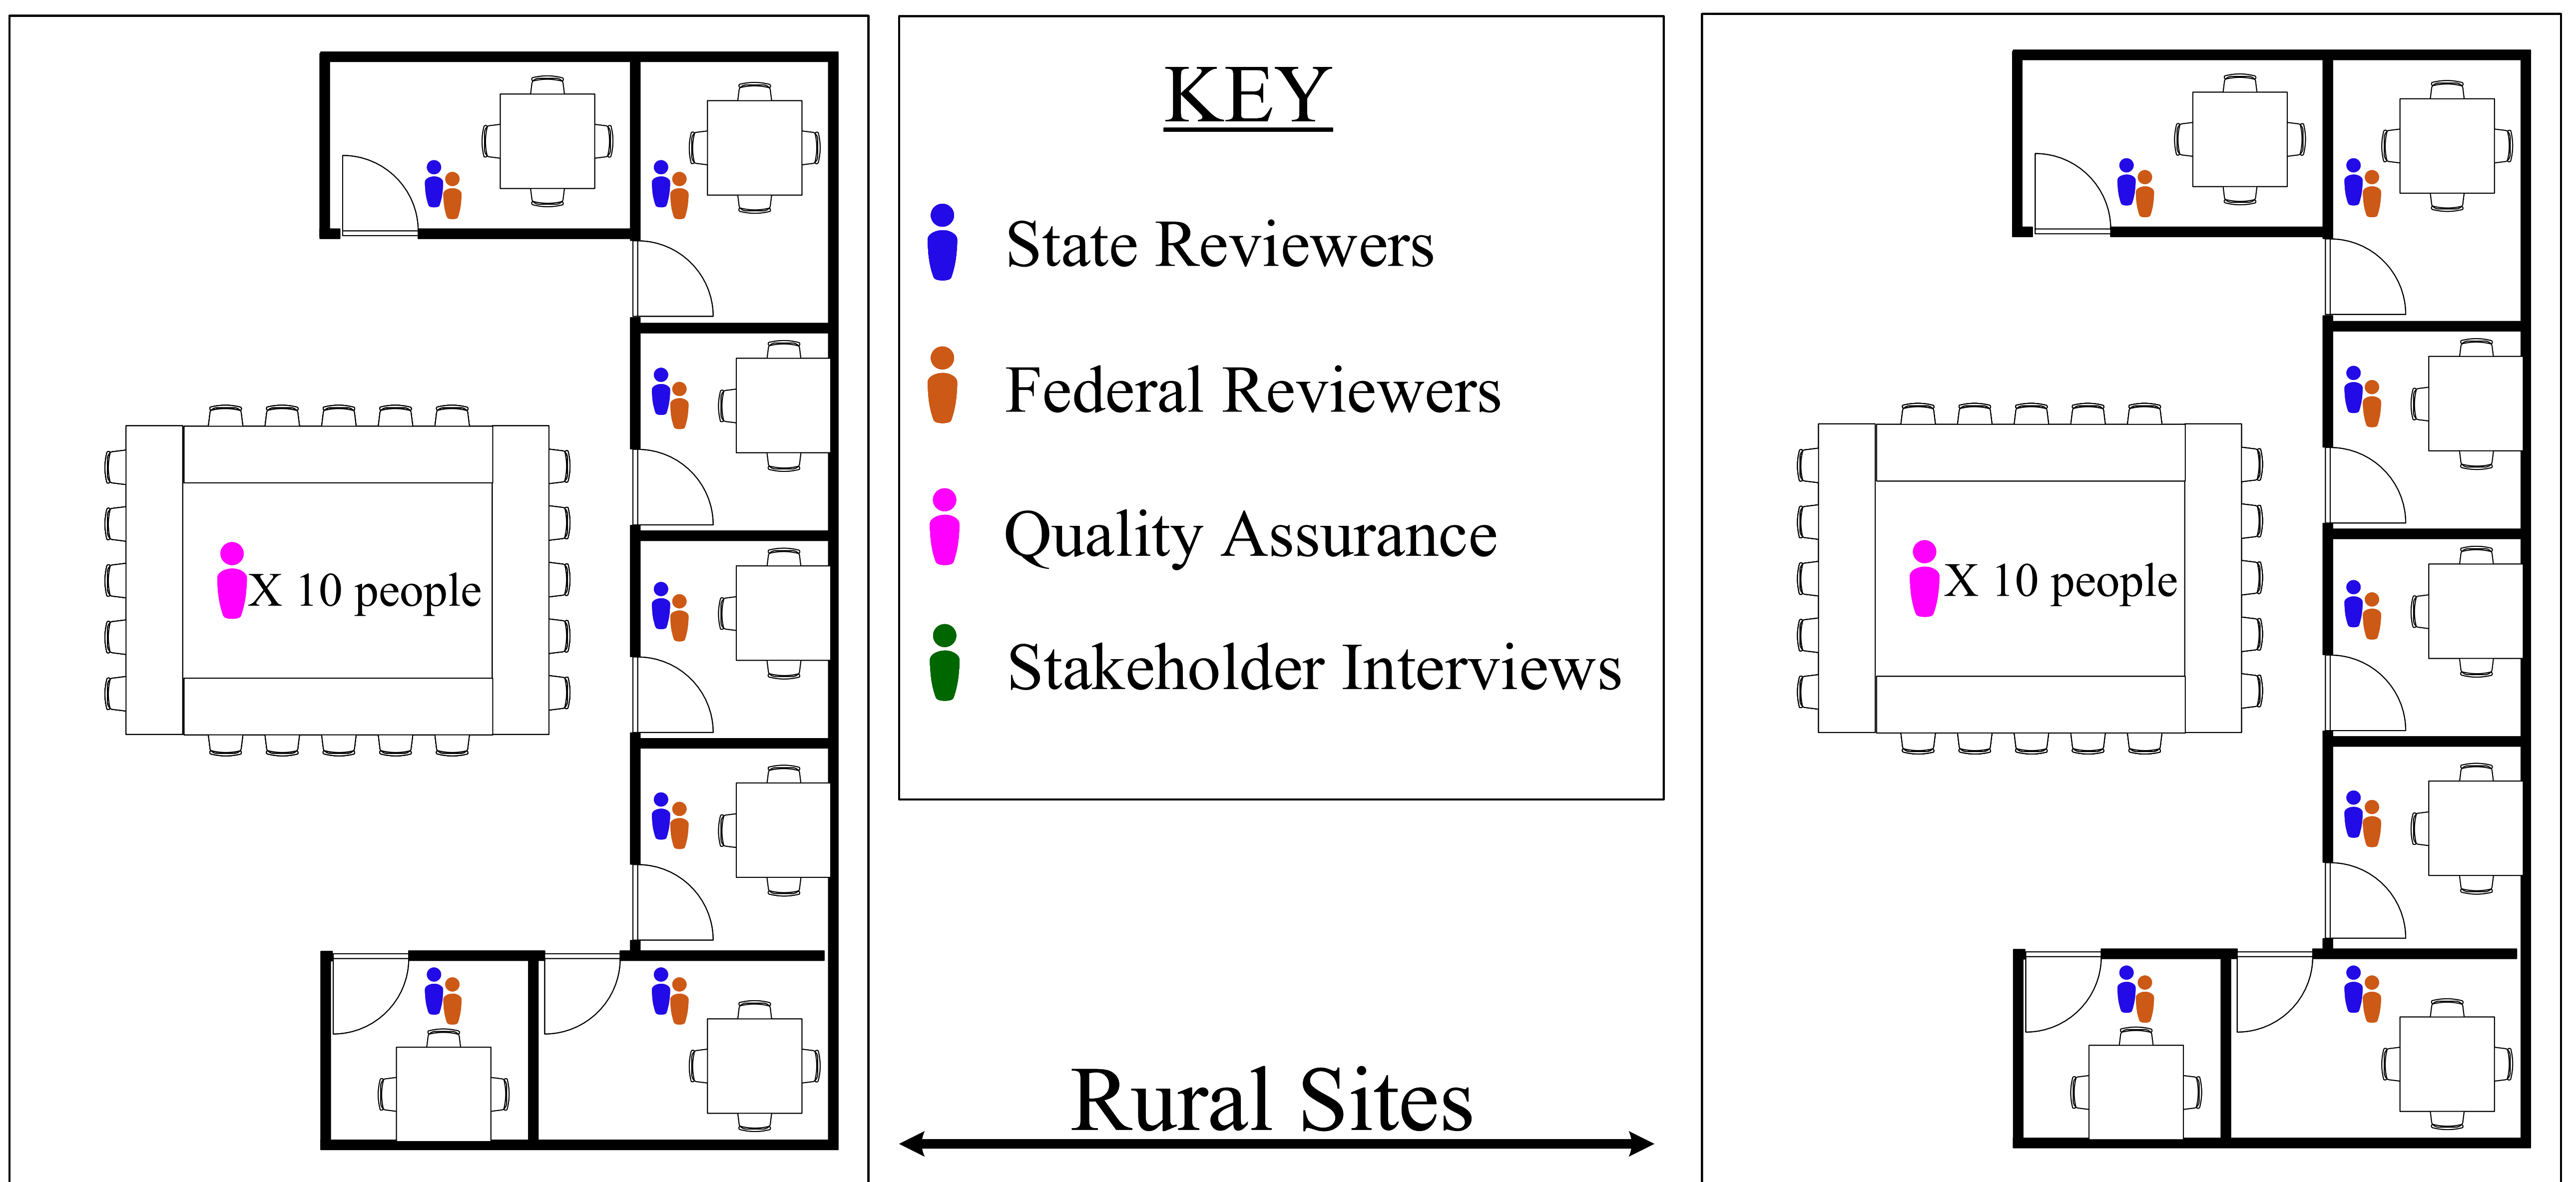 KEY
State Reviewers
Federal Reviewers
Quality Assurance
Stakeholder Interviews
X 10 people
X 10 people
Rural Sites